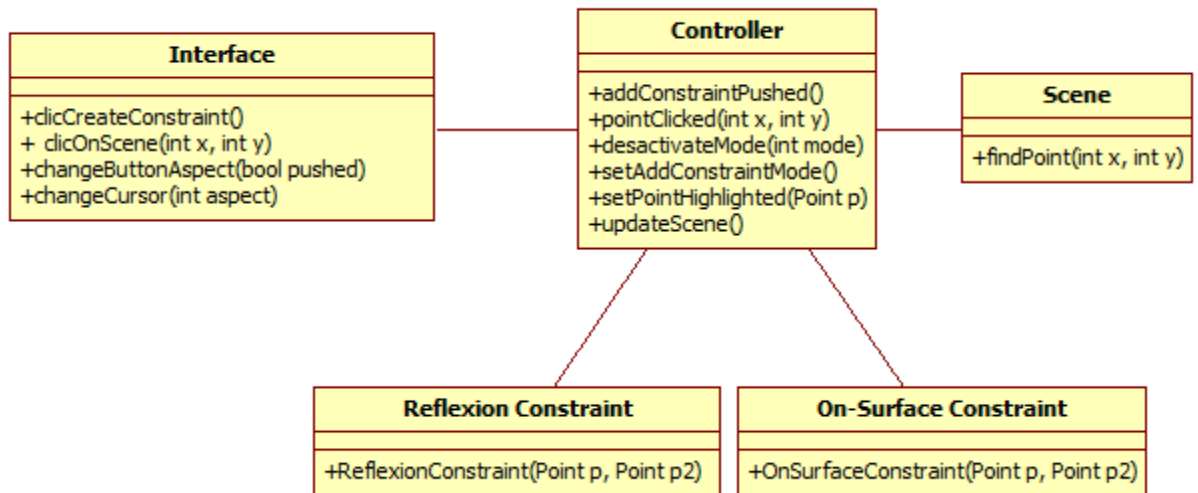 Interface
+clicCreateConstraint()
+ clicOnScene(int x, int y)
+changeButtonAspect(bool pushed)
+changeCursor(int aspect)
Controller
+addConstraintPushed()
+pointClicked(int x, int y)
+desactivateMode(int mode)
+setAddConstraintMode()
+setPointHighlighted(Point p)
+updateScene()
Scene
+findPoint(int x, int y)
Reflexion Constraint
+ReflexionConstraint(Point p, Point p2)
On-Surface Constraint
+OnSurfaceConstraint(Point p, Point p2)